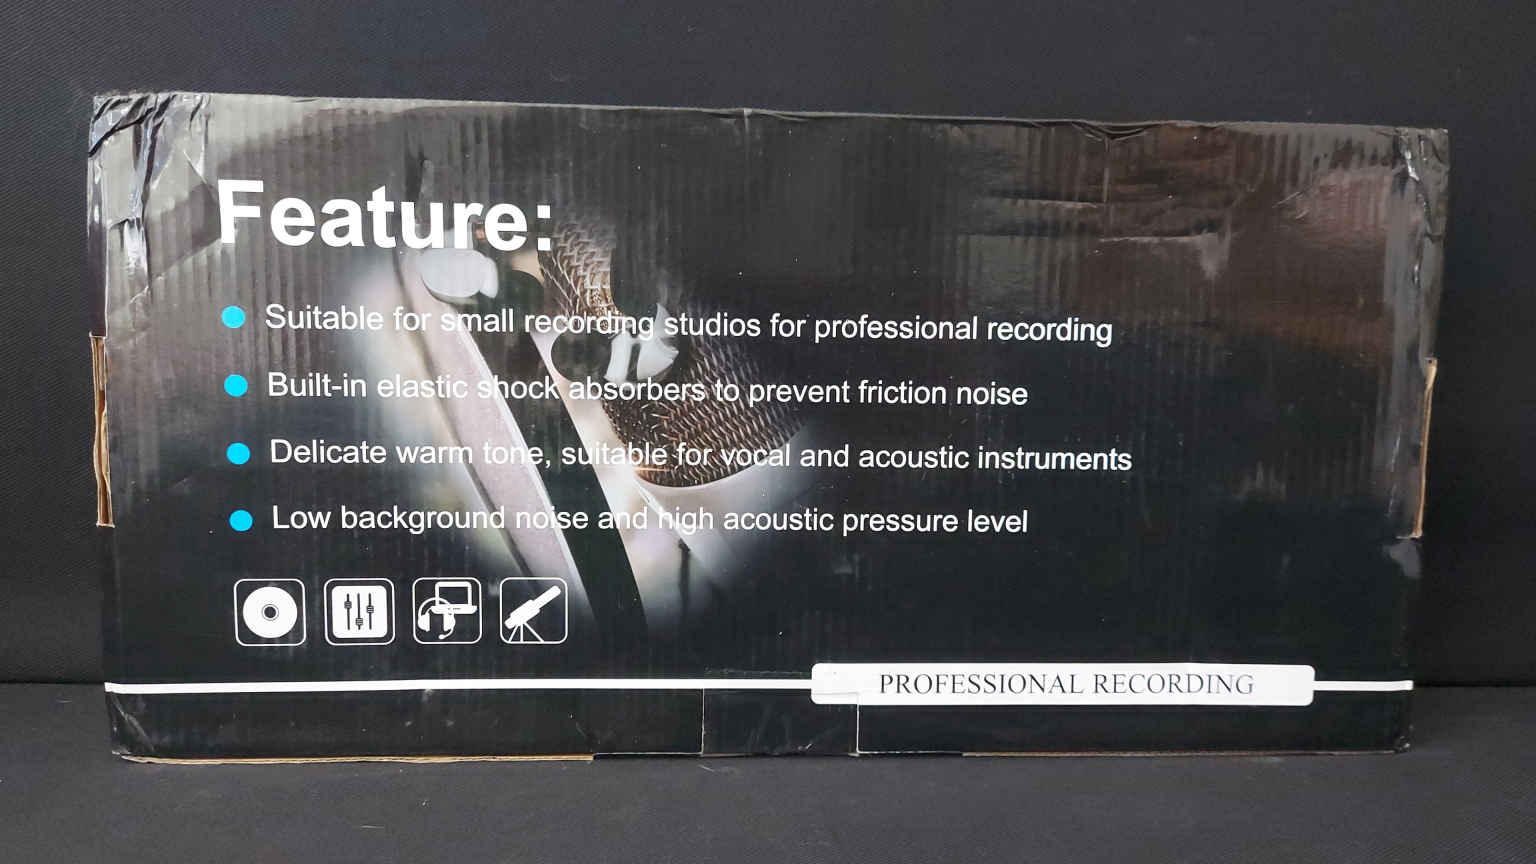 Feature:
Suitable for small recording studios for professional recording
Built-in elastic shock absorbers to prevent friction noise
Delicate warm tone, suitable for vocal and acoustic instruments
Low background noise and high acoustic pressure level
PROFESSIONAL RECORDING